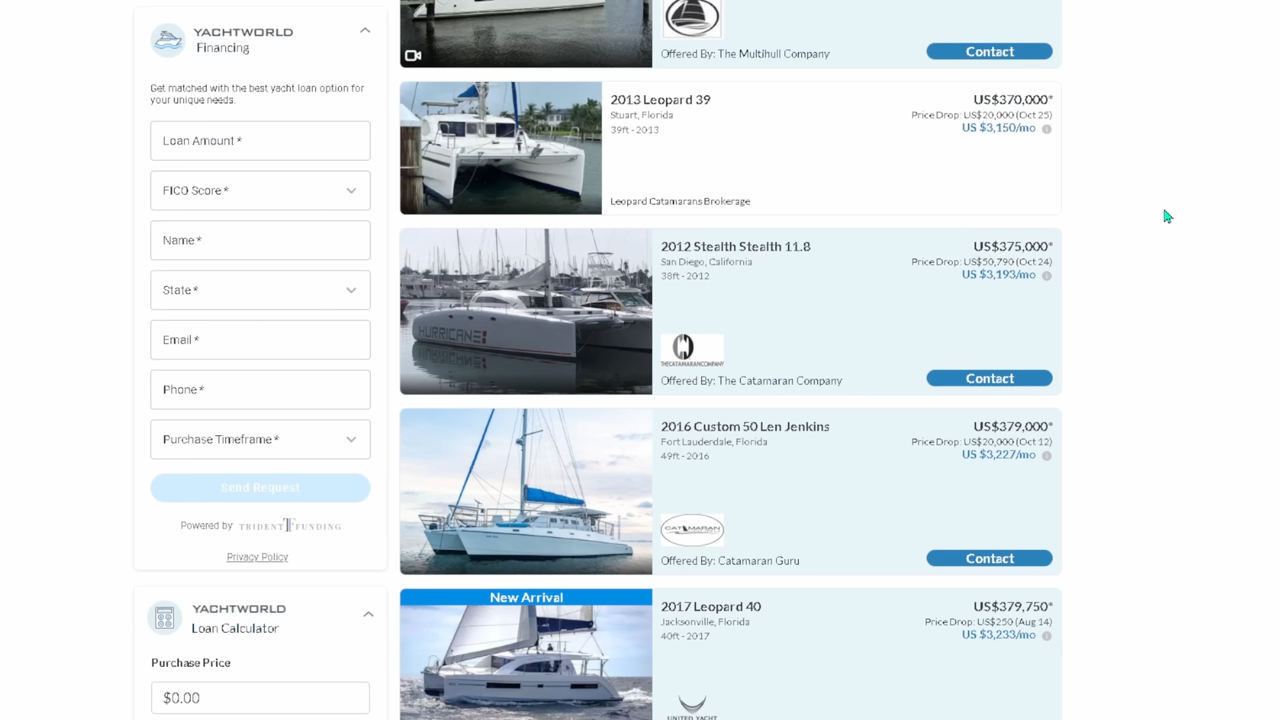 YACHTWORLD
Financing
Get matched with the best yacht loan option for
your unique needs.
Loan Amount *
FICO Score *
Name *
State *
Email *
Phone *
Purchase Timeframe *
Send Request
Powered by TRIDENT FUNDING
Privacy Policy
YACHTWORLD
Loan Calculator
Purchase Price
$0.00
Offered By: The Multihull Company
Contact
2013 Leopard 39
US$370,000*
Stuart, Florida
Price Drop: US$20,000 (Oct 25)
39ft - 2013
US $3,150/mo
Leopard Catamarans Brokerage
HURRICANE
2012 Stealth Stealth 11.8
US$375,000*
San Diego, California
Price Drop: US$50,790 (Oct 24)
38ft - 2012
US $3,193/mo
THECATAMARANCOMPANY
Offered By: The Catamaran Company
Contact
2016 Custom 50 Len Jenkins
US$379,000*
Fort Lauderdale, Florida
Price Drop: US$20,000 (Oct 12)
49ft - 2016
US $3,227/mo
CATAMARAN
Offered By: Catamaran Guru
Contact
New Arrival
2017 Leopard 40
US$379,750*
Jacksonville, Florida
Price Drop: US$250 (Aug 14)
40ft - 2017
US $3,233/mo
UNITED YACHT